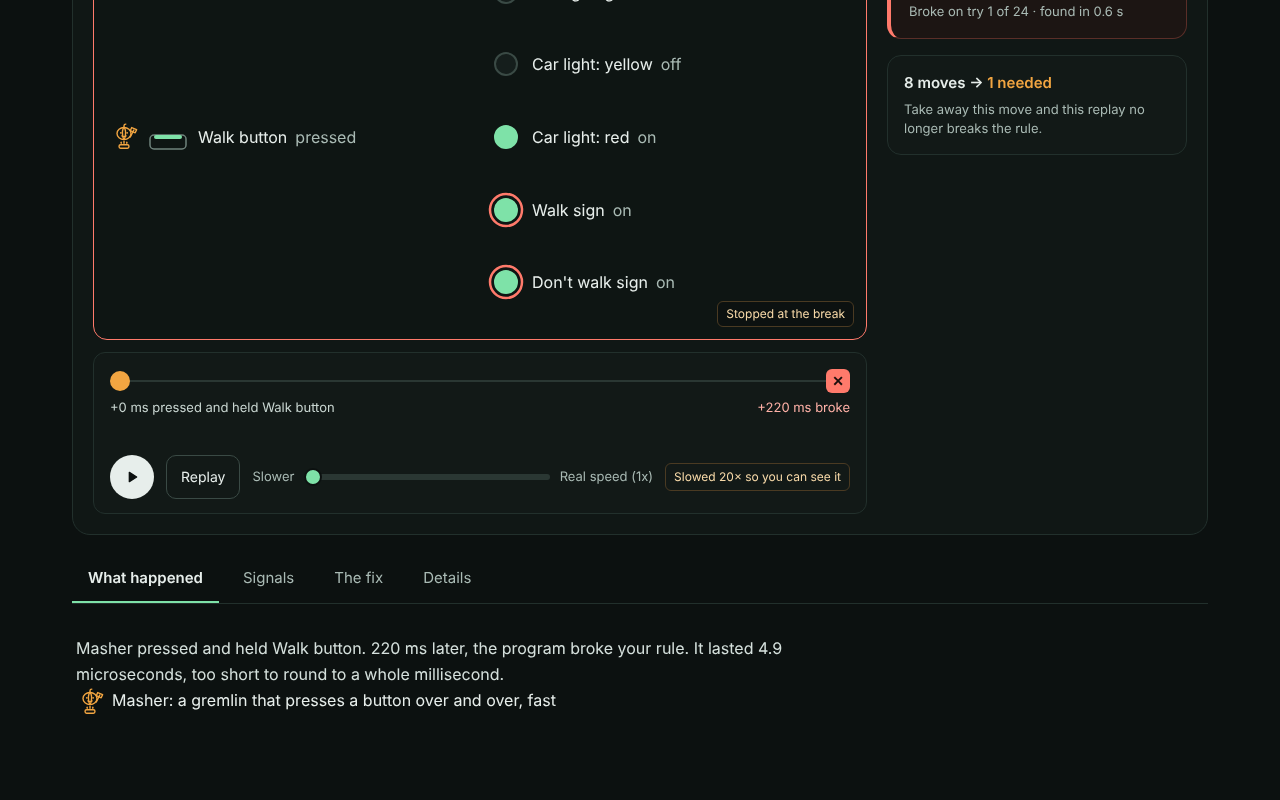 Broke on try 1 of 24 · found in 0.6 s
Car light: yellow off
8 moves → 1 needed
Take away this move and this replay no
longer breaks the rule.
Walk button pressed
Car light: red on
Walk sign on
Don't walk sign on
Stopped at the break
+0 ms pressed and held Walk button
+220 ms broke
Replay
Slower
Real speed (1x)
Slowed 20× so you can see it
What happened
Signals
The fix
Details
Masher pressed and held Walk button. 220 ms later, the program broke your rule. It lasted 4.9
microseconds, too short to round to a whole millisecond.
Masher: a gremlin that presses a button over and over, fast